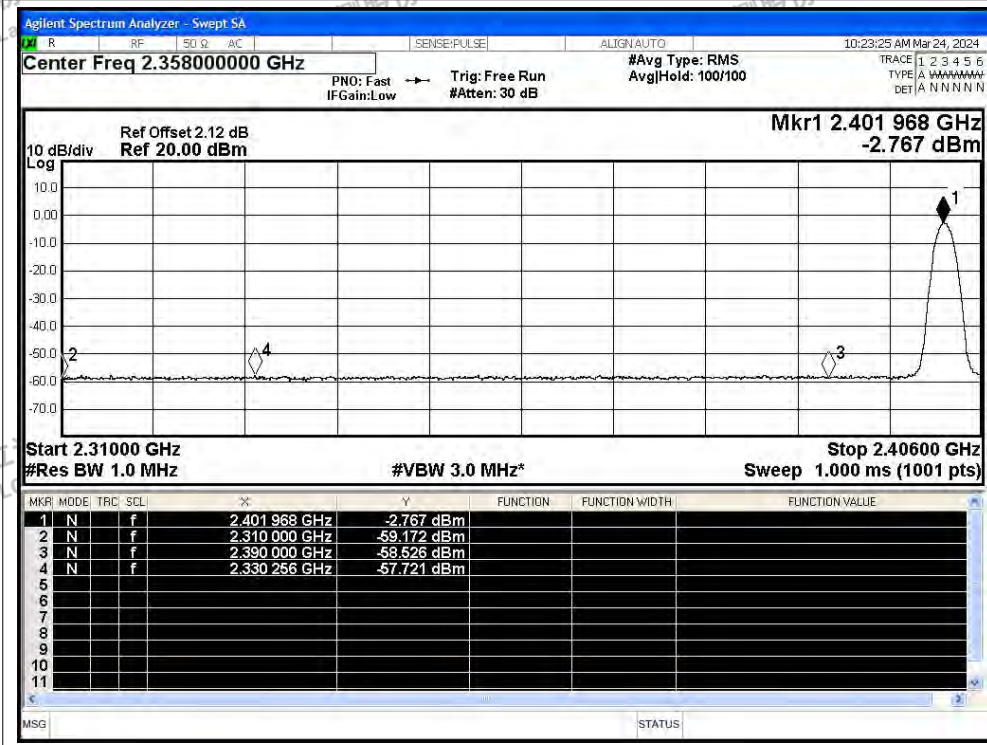 Agilent Spectrum Analyzer - Swept SA
R RF 50 Ω AC SENSE:PULSE ALIGN AUTO 10:23:25 AM Mar 24, 2024
Center Freq 2.358000000 GHz
PNO: Fast
IFGain:Low
Trig: Free Run
#Atten: 30 dB
#Avg Type: RMS
Avg|Hold: 100/100
TRACE 1 2 3 4 5 6
TYPE A WWWWW
DET A N N N N N
Ref Offset 2.12 dB
10 dB/div Ref 20.00 dBm
Log
Mkr1 2.401 968 GHz
-2.767 dBm
10.0
0.00
-10.0
-20.0
-30.0
-40.0
-50.0
-60.0
-70.0
1
2
4
3
Start 2.31000 GHz Stop 2.40600 GHz
#Res BW 1.0 MHz #VBW 3.0 MHz* Sweep 1.000 ms (1001 pts)
MKR MODE TRC SCL X Y FUNCTION FUNCTION WIDTH FUNCTION VALUE
1 N f 2.401 968 GHz -2.767 dBm
2 N f 2.310 000 GHz -59.172 dBm
3 N f 2.390 000 GHz -58.526 dBm
4 N f 2.330 256 GHz -57.721 dBm
5
6
7
8
9
10
11
MSG STATUS